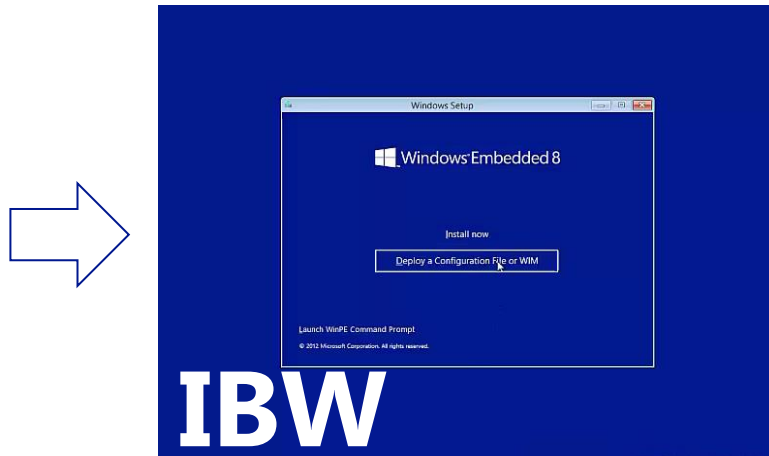 Windows Setup
Windows Embedded 8
Install now
Deploy a Configuration File or WIM
Launch WinPE Command Prompt
© 2012 Microsoft Corporation. All rights reserved.
IBW